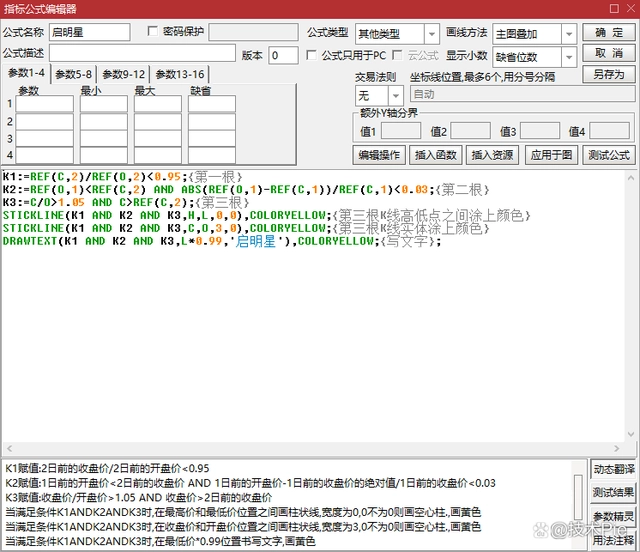 指标公式编辑器
公式名称 启明星 密码保护 公式类型 其他类型 画线方法 主图叠加 确 定
公式描述 版本 0 公式只用于PC 云公式 显示小数 缺省位数 取 消
参数1-4 参数5-8 参数9-12 参数13-16 交易法则 坐标线位置,最多6个,用分号分隔 另存为
参数 最小 最大 缺省 无 自动
1
2 额外Y轴分界
3 值1 值2 值3 值4
4 编辑操作 插入函数 插入资源 应用于图 测试公式
K1:=REF(C,2)/REF(O,2)<0.95;{第一根}
K2:=REF(O,1)<REF(C,2) AND ABS(REF(O,1)-REF(C,1))/REF(C,1)<0.03;{第二根}
K3:=C/O>1.05 AND C>REF(C,2);{第三根}
STICKLINE(K1 AND K2 AND K3,H,L,0,0),COLORYELLOW;{第三根K线高低点之间涂上颜色}
STICKLINE(K1 AND K2 AND K3,C,O,3,0),COLORYELLOW;{第三根K线实体涂上颜色}
DRAWTEXT(K1 AND K2 AND K3,L*0.99,'启明星'),COLORYELLOW;{写文字};
K1赋值:2日前的收盘价/2日前的开盘价<0.95
K2赋值:1日前的开盘价<2日前的收盘价 AND 1日前的开盘价-1日前的收盘价的绝对值/1日前的收盘价<0.03
K3赋值:收盘价/开盘价>1.05 AND 收盘价>2日前的收盘价
当满足条件K1ANDK2ANDK3时,在最高价和最低价位置之间画柱状线,宽度为0,0不为0则画空心柱.,画黄色
当满足条件K1ANDK2ANDK3时,在收盘价和开盘价位置之间画柱状线,宽度为3,0不为0则画空心柱.,画黄色
当满足条件K1ANDK2ANDK3时,在最低价*0.99位置书写文字,画黄色
动态翻译
测试结果
参数精灵
用法注释
@技术Pie